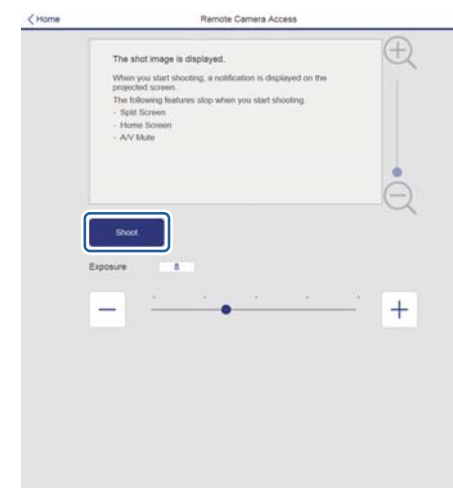 Home
Remote Camera Access
The shot image is displayed.
When you start shooting, a notification is displayed on the
projected screen.
The following features stop when you start shooting.
- Split Screen
- Home Screen
- A/V Mute
Shoot
Exposure 8